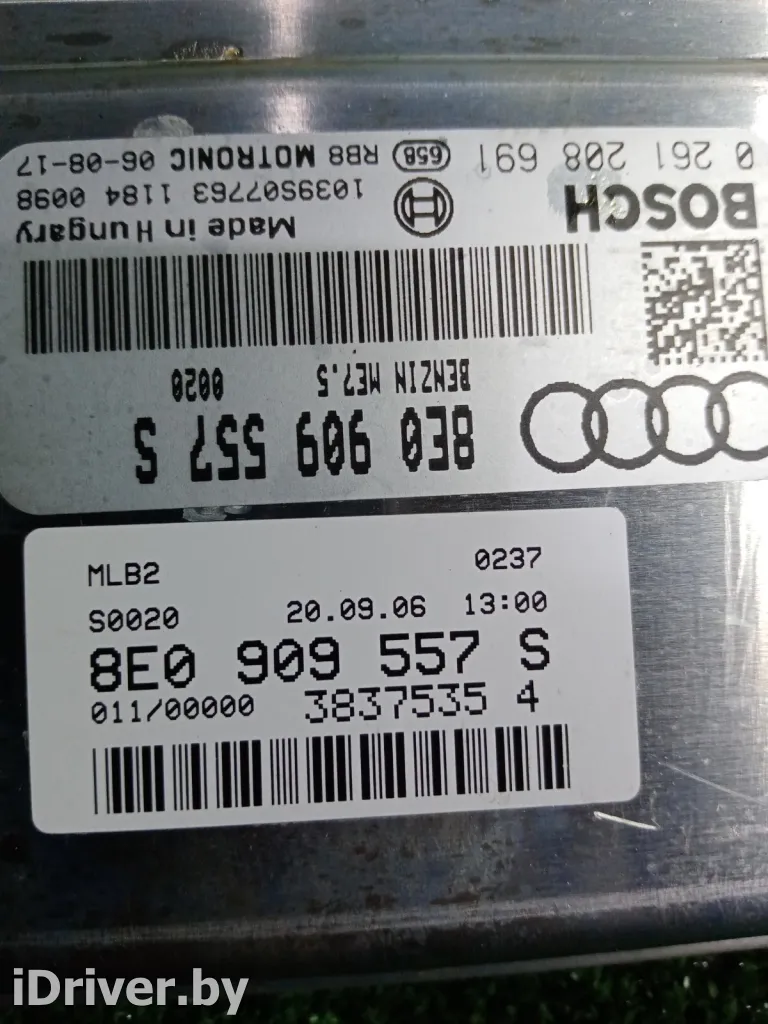 0 261 208 691 65B RB8 MOTRONIC 06-08-17
BOSCH
1039S07763 1184 0098
Made in Hungary
BENZIN ME7.5 0020
8E0 909 557 S
MLB2 0237
S0020 20.09.06 13:00
8E0 909 557 S
011/00000 3837535 4
iDriver.by